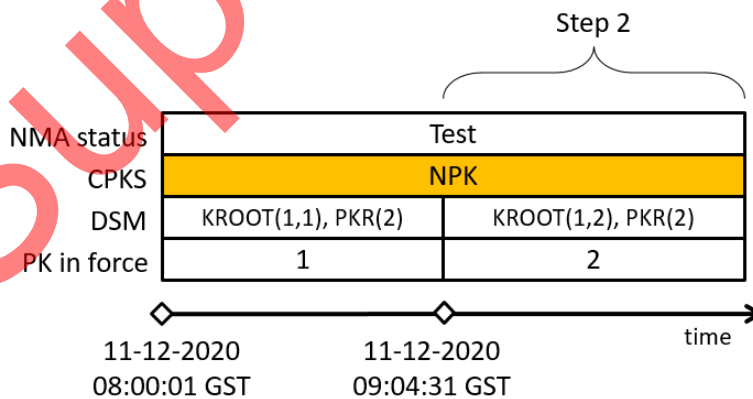 Step 2
NMA status Test
CPKS NPK
DSM KROOT(1,1), PKR(2) KROOT(1,2), PKR(2)
PK in force 1 2
time
11-12-2020 11-12-2020
08:00:01 GST 09:04:31 GST
Sup